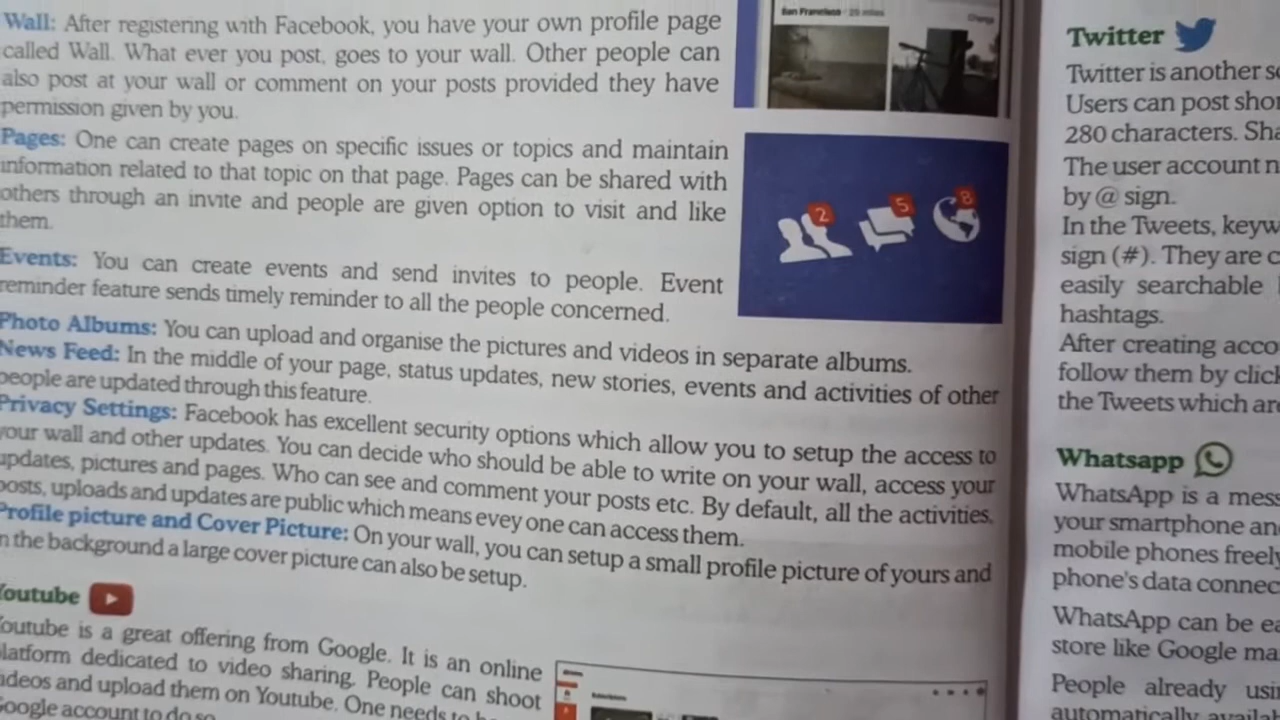 Wall: After registering with Facebook, you have your own profile page
called Wall. What ever you post, goes to your wall. Other people can
also post at your wall or comment on your posts provided they have
permission given by you.
Pages: One can create pages on specific issues or topics and maintain
information related to that topic on that page. Pages can be shared with
others through an invite and people are given option to visit and like
them.
Events: You can create events and send invites to people. Event
reminder feature sends timely reminder to all the people concerned.
Photo Albums: You can upload and organise the pictures and videos in separate albums.
News Feed: In the middle of your page, status updates, new stories, events and activities of other
people are updated through this feature.
Privacy Settings: Facebook has excellent security options which allow you to setup the access to
your wall and other updates. You can decide who should be able to write on your wall, access your
updates, pictures and pages. Who can see and comment your posts etc. By default, all the activities,
posts, uploads and updates are public which means evey one can access them.
Profile picture and Cover Picture: On your wall, you can setup a small profile picture of yours and
in the background a large cover picture can also be setup.
Youtube
Youtube is a great offering from Google. It is an online
platform dedicated to video sharing. People can shoot
videos and upload them on Youtube. One needs to
Google account to do so.
San Francisco
2
5
8
Twitter
Twitter is another
Users can post
280 characters.
The user account
by @ sign.
In the Tweets,
sign (#). They are
easily searchable
hashtags.
After creating
follow them by
the Tweets which
Whatsapp
WhatsApp is a
your smartphone
mobile phones freely
phone's data
WhatsApp can be
store like Google
People already
automatically